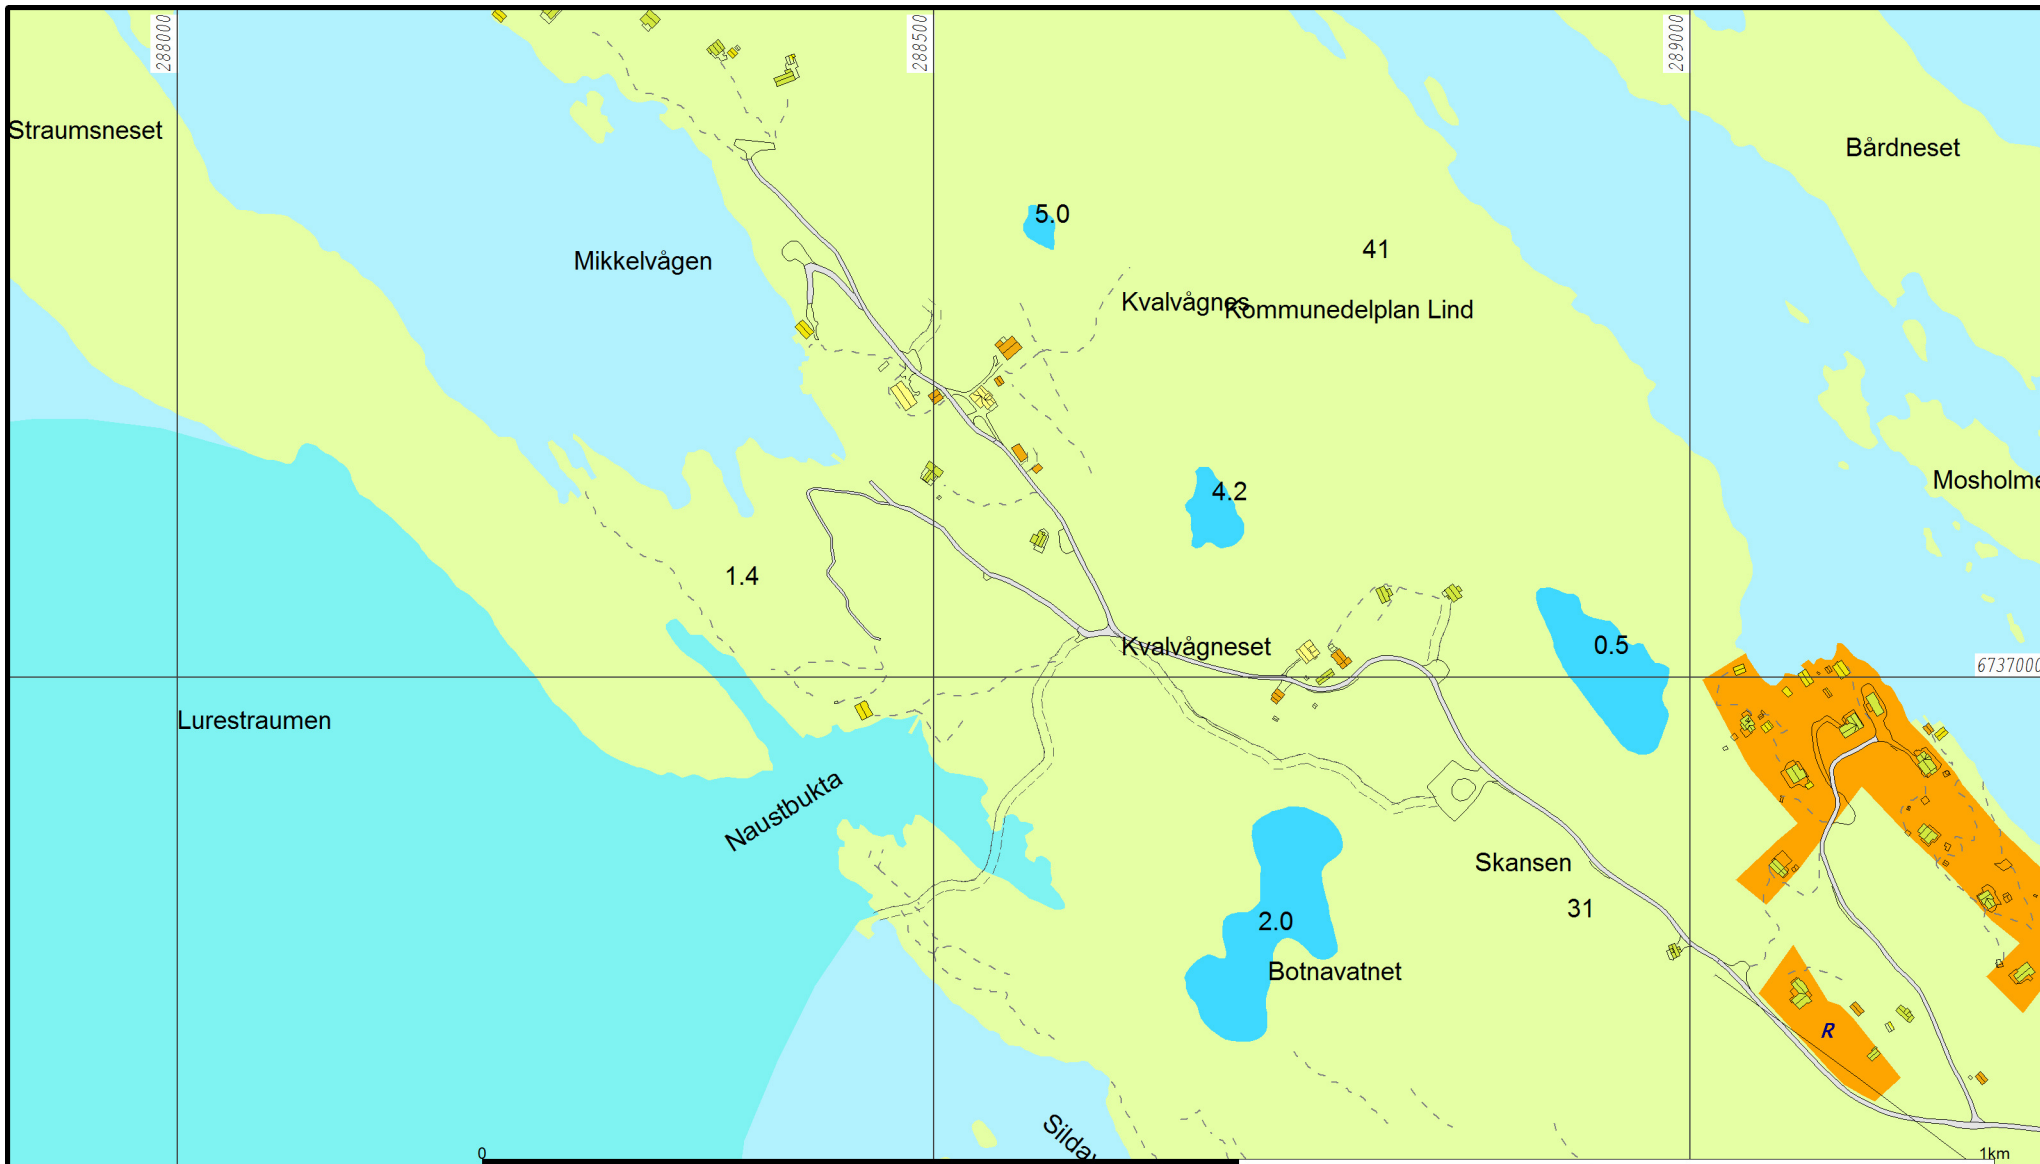 288000
288500
289000
Straumsneset
Bårdneset
5.0
41
Mikkelvågen
Kvalvågnes
Kommunedelplan Lind
4.2
1.4
0.5
Kvalvågneset
6737000
Lurestraumen
Naustbukta
Skansen
31
2.0
Botnavatnet
R
0
1km